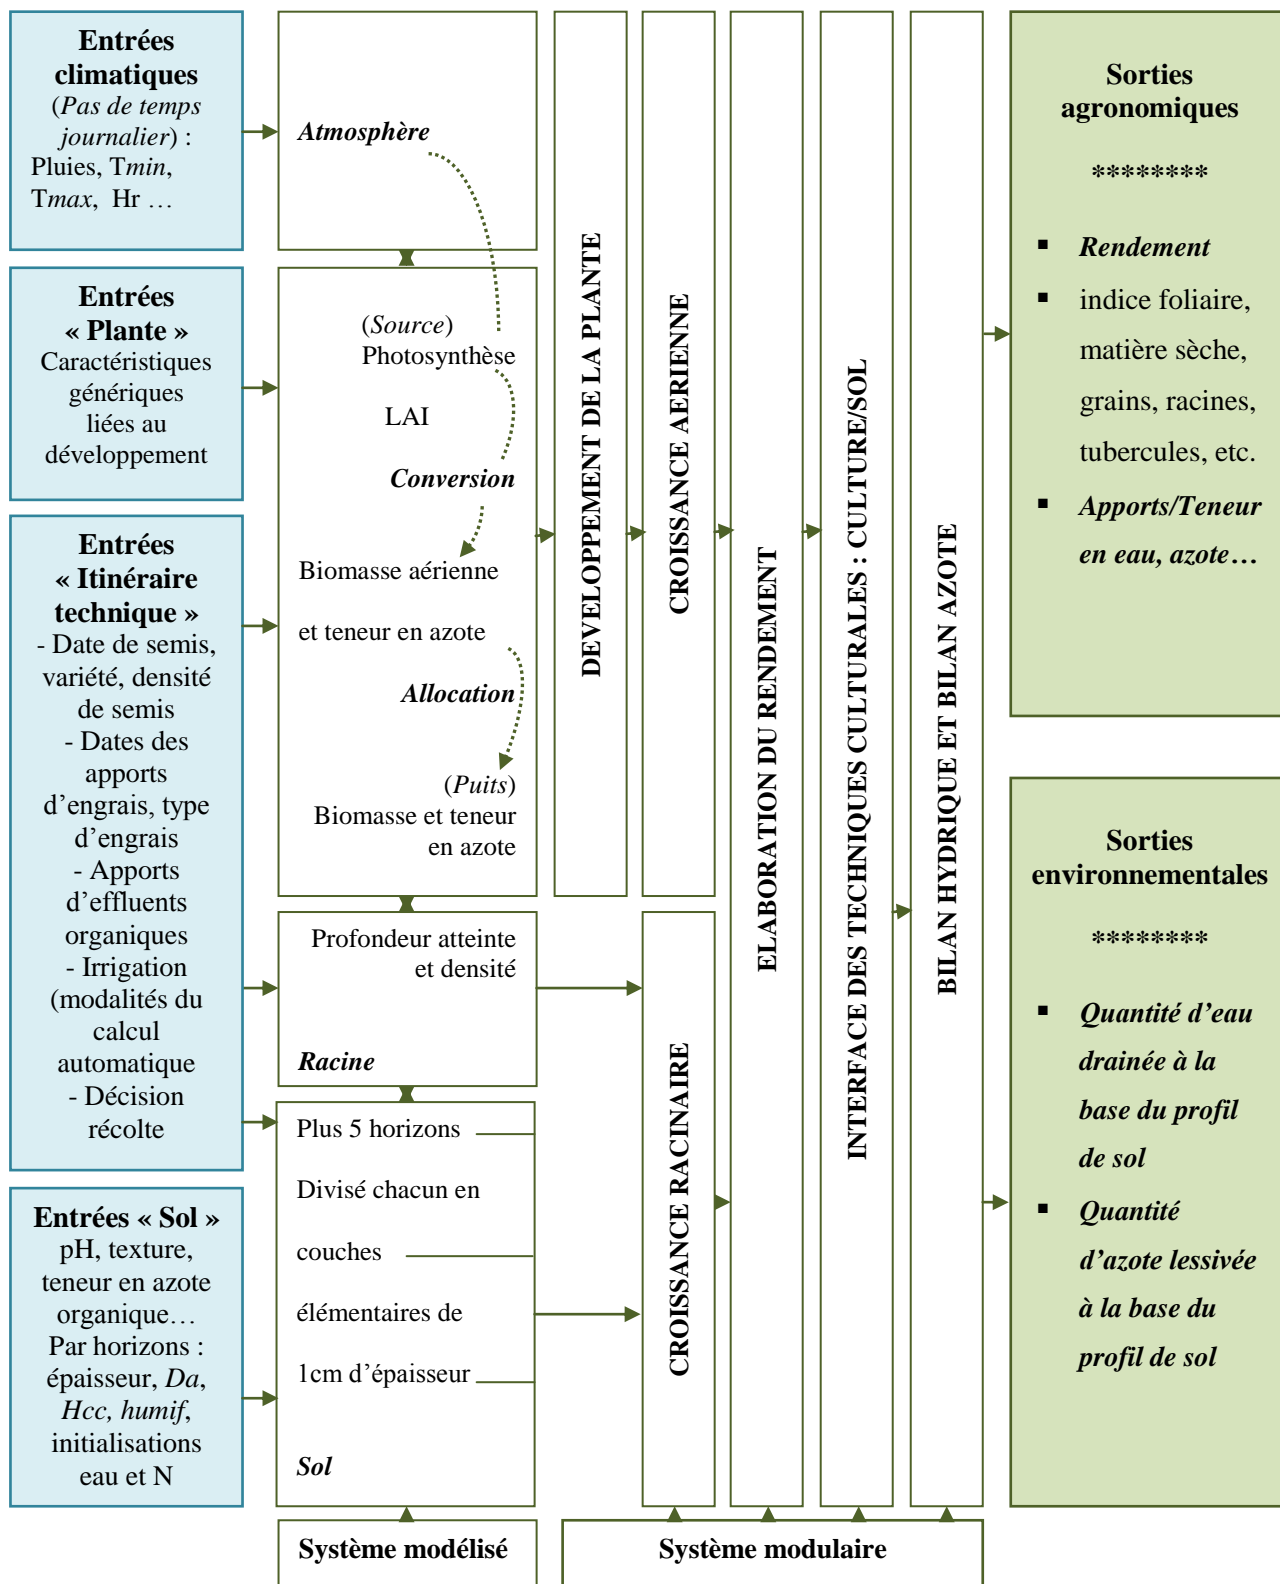 Entrées
climatiques
(Pas de temps
journalier) :
Pluies, Tmin,
Tmax, Hr …
Entrées
« Plante »
Caractéristiques
génériques
liées au
développement
Entrées
« Itinéraire
technique »
- Date de semis,
variété, densité
de semis
- Dates des
apports
d’engrais, type
d’engrais
- Apports
d’effluents
organiques
- Irrigation
(modalités du
calcul
automatique
- Décision
récolte
Entrées « Sol »
pH, texture,
teneur en azote
organique…
Par horizons :
épaisseur, Da,
Hcc, humif,
initialisations
eau et N
Atmosphère
(Source)
Photosynthèse
LAI
Conversion
Biomasse aérienne
et teneur en azote
Allocation
(Puits)
Biomasse et teneur
en azote
Profondeur atteinte
et densité
Racine
Plus 5 horizons
Divisé chacun en
couches
élémentaires de
1cm d’épaisseur
Sol
Système modélisé
DEVELOPPEMENT DE LA PLANTE
CROISSANCE AERIENNE
CROISSANCE RACINAIRE
ELABORATION DU RENDEMENT
INTERFACE DES TECHNIQUES CULTURALES : CULTURE/SOL
BILAN HYDRIQUE ET BILAN AZOTE
Système modulaire
Sorties
agronomiques
********
▪ Rendement
▪ indice foliaire,
matière sèche,
grains, racines,
tubercules, etc.
▪ Apports/Teneur
en eau, azote…
Sorties
environnementales
********
▪ Quantité d’eau
drainée à la
base du profil
de sol
▪ Quantité
d’azote lessivée
à la base du
profil de sol